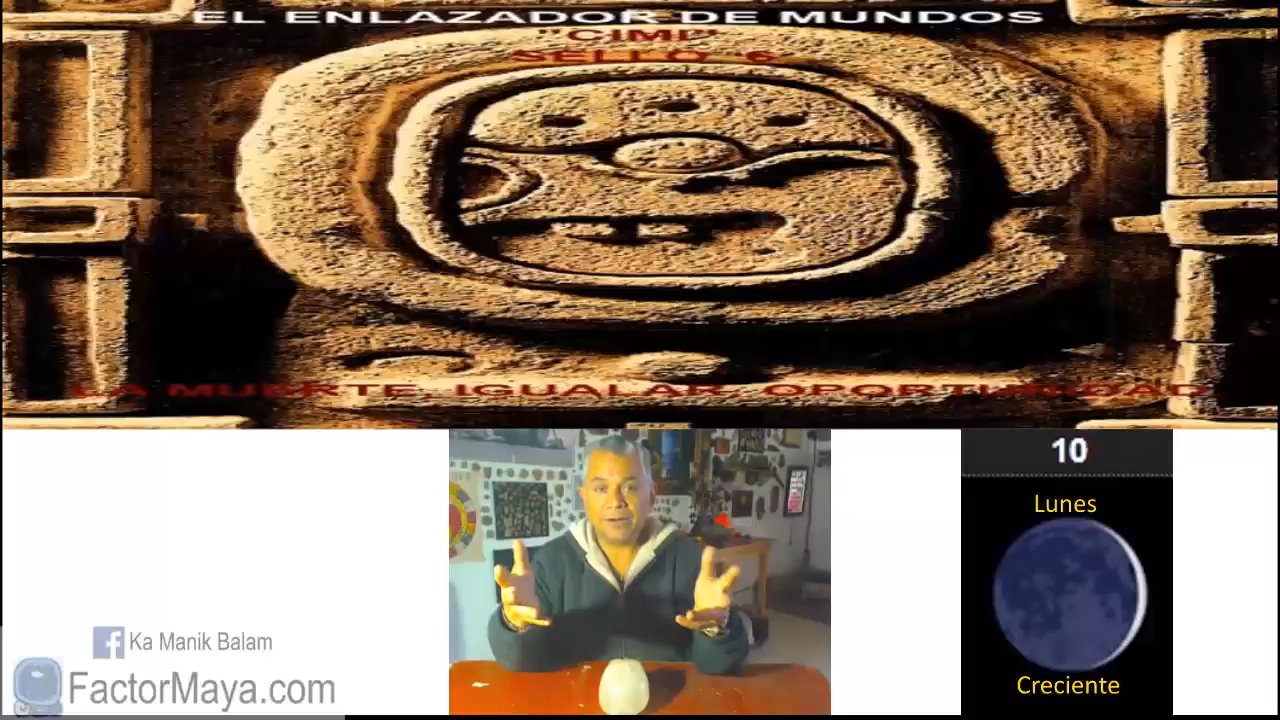 EL ENLAZADOR DE MUNDOS
"CIMI"
SELLO 6
LA MUERTE, IGUALAR, OPORTUNIDAD
10
Lunes
Creciente
Ka Manik Balam
FactorMaya.com